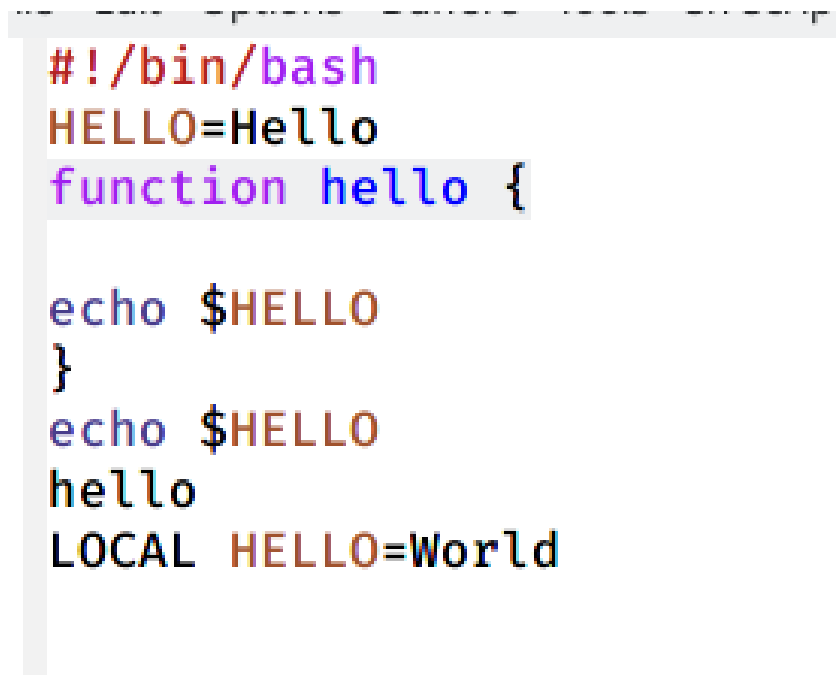 #!/bin/bash
HELLO=Hello
function hello {
echo $HELLO
}
echo $HELLO
hello
LOCAL HELLO=World